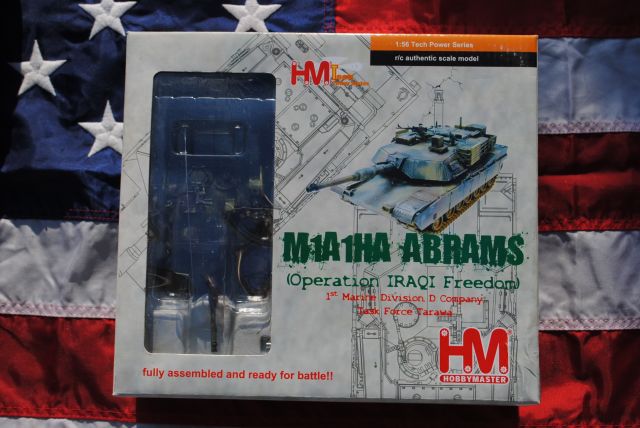 1:56 Tech Power Series
r/c authentic scale model
HM
M1A1HA ABRAMS
(Operation IRAQI Freedom)
1st Marine Division D Company
Task Force Tarawa
H.M.
HOBBYMASTER
fully assembled and ready for battle!!